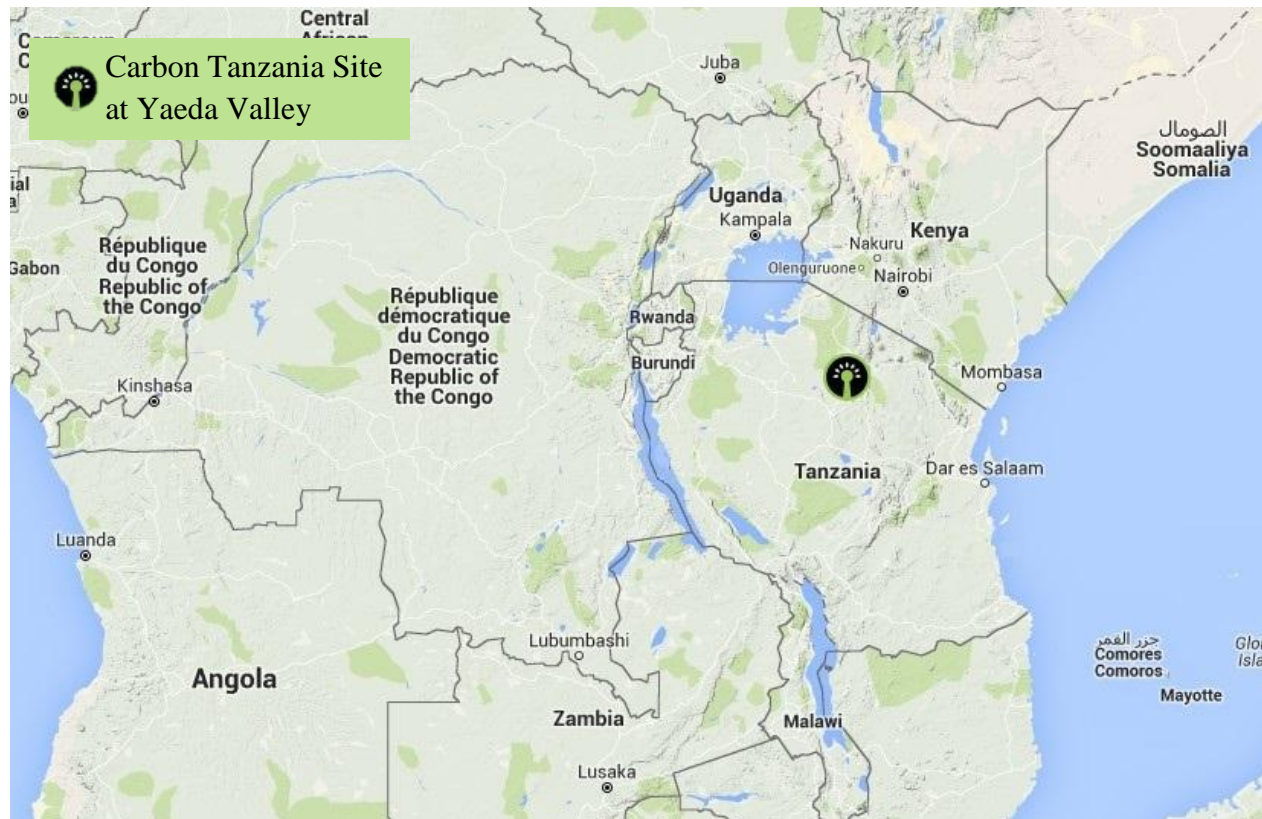 Central
African
Carbon Tanzania Site
at Yaeda Valley
Juba
الصومال
Soomaaliya
Somalia
Uganda
Kampala
Kenya
Nakuru
Olenguruone
Nairobi
Gabon
République
du Congo
Republic of
the Congo
République
démocratique
du Congo
Democratic
Republic of
the Congo
Rwanda
Burundi
Kinshasa
Mombasa
Tanzania
Dar es Salaam
Luanda
Lubumbashi
Angola
Zambia
Malawi
Lusaka
جزر القمر
Comores
Comoros
Mayotte